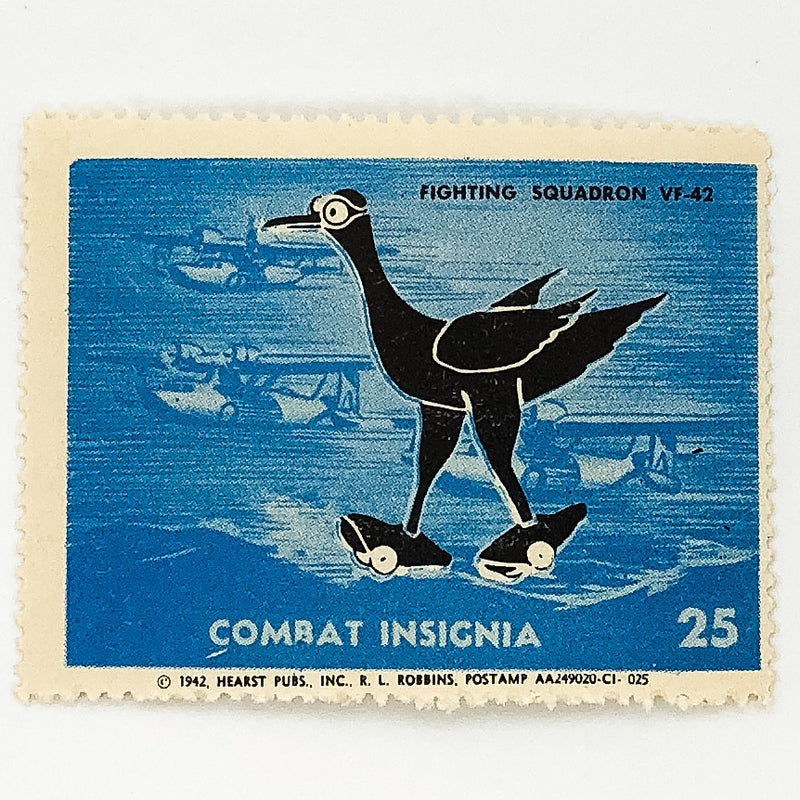 FIGHTING SQUADRON VF-42
COMBAT INSIGNIA 25
© 1942, HEARST PUBS., INC., R. L. ROBBINS. POSTAMP AA249020-CI- 025